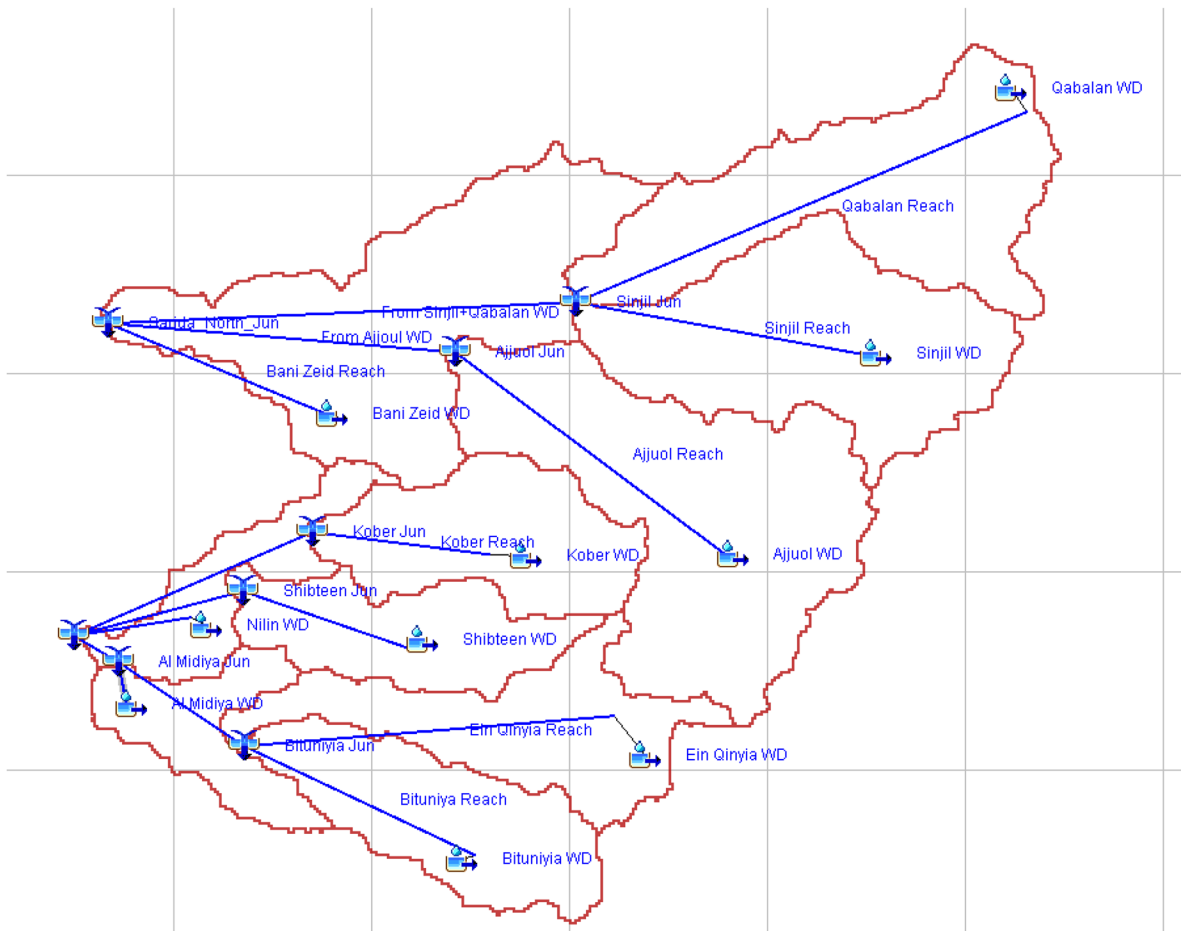 Qabalan WD
Qabalan Reach
Sinjil Jun
From Sinjil+Qabalan WD
Sarida_North_Jun
Sinjil Reach
From Ajjoul WD
Ajjuol Jun
Sinjil WD
Bani Zeid Reach
Bani Zeid WD
Ajjuol Reach
Kober Jun
Kober Reach
Kober WD
Ajjuol WD
Shibteen Jun
Nilin WD
Shibteen WD
Al Midiya Jun
Al Midiya WD
Ein Qinyia Reach
Bituniyia Jun
Ein Qinyia WD
Bituniya Reach
Bituniyia WD